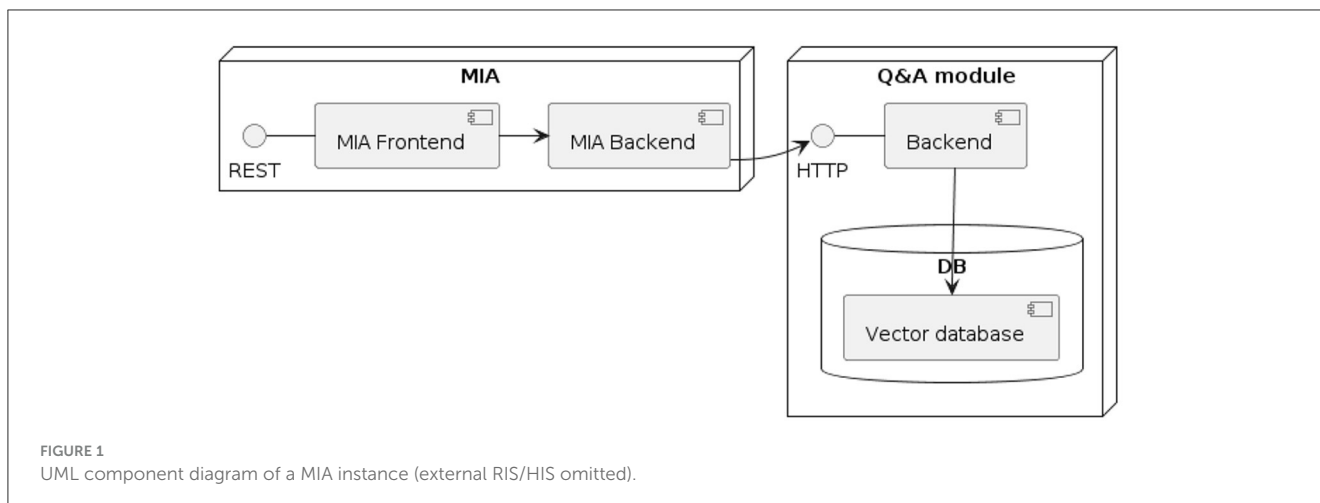 MIA
Q&A module
MIA Frontend
MIA Backend
Backend
REST
HTTP
DB
Vector database
FIGURE 1
UML component diagram of a MIA instance (external RIS/HIS omitted).